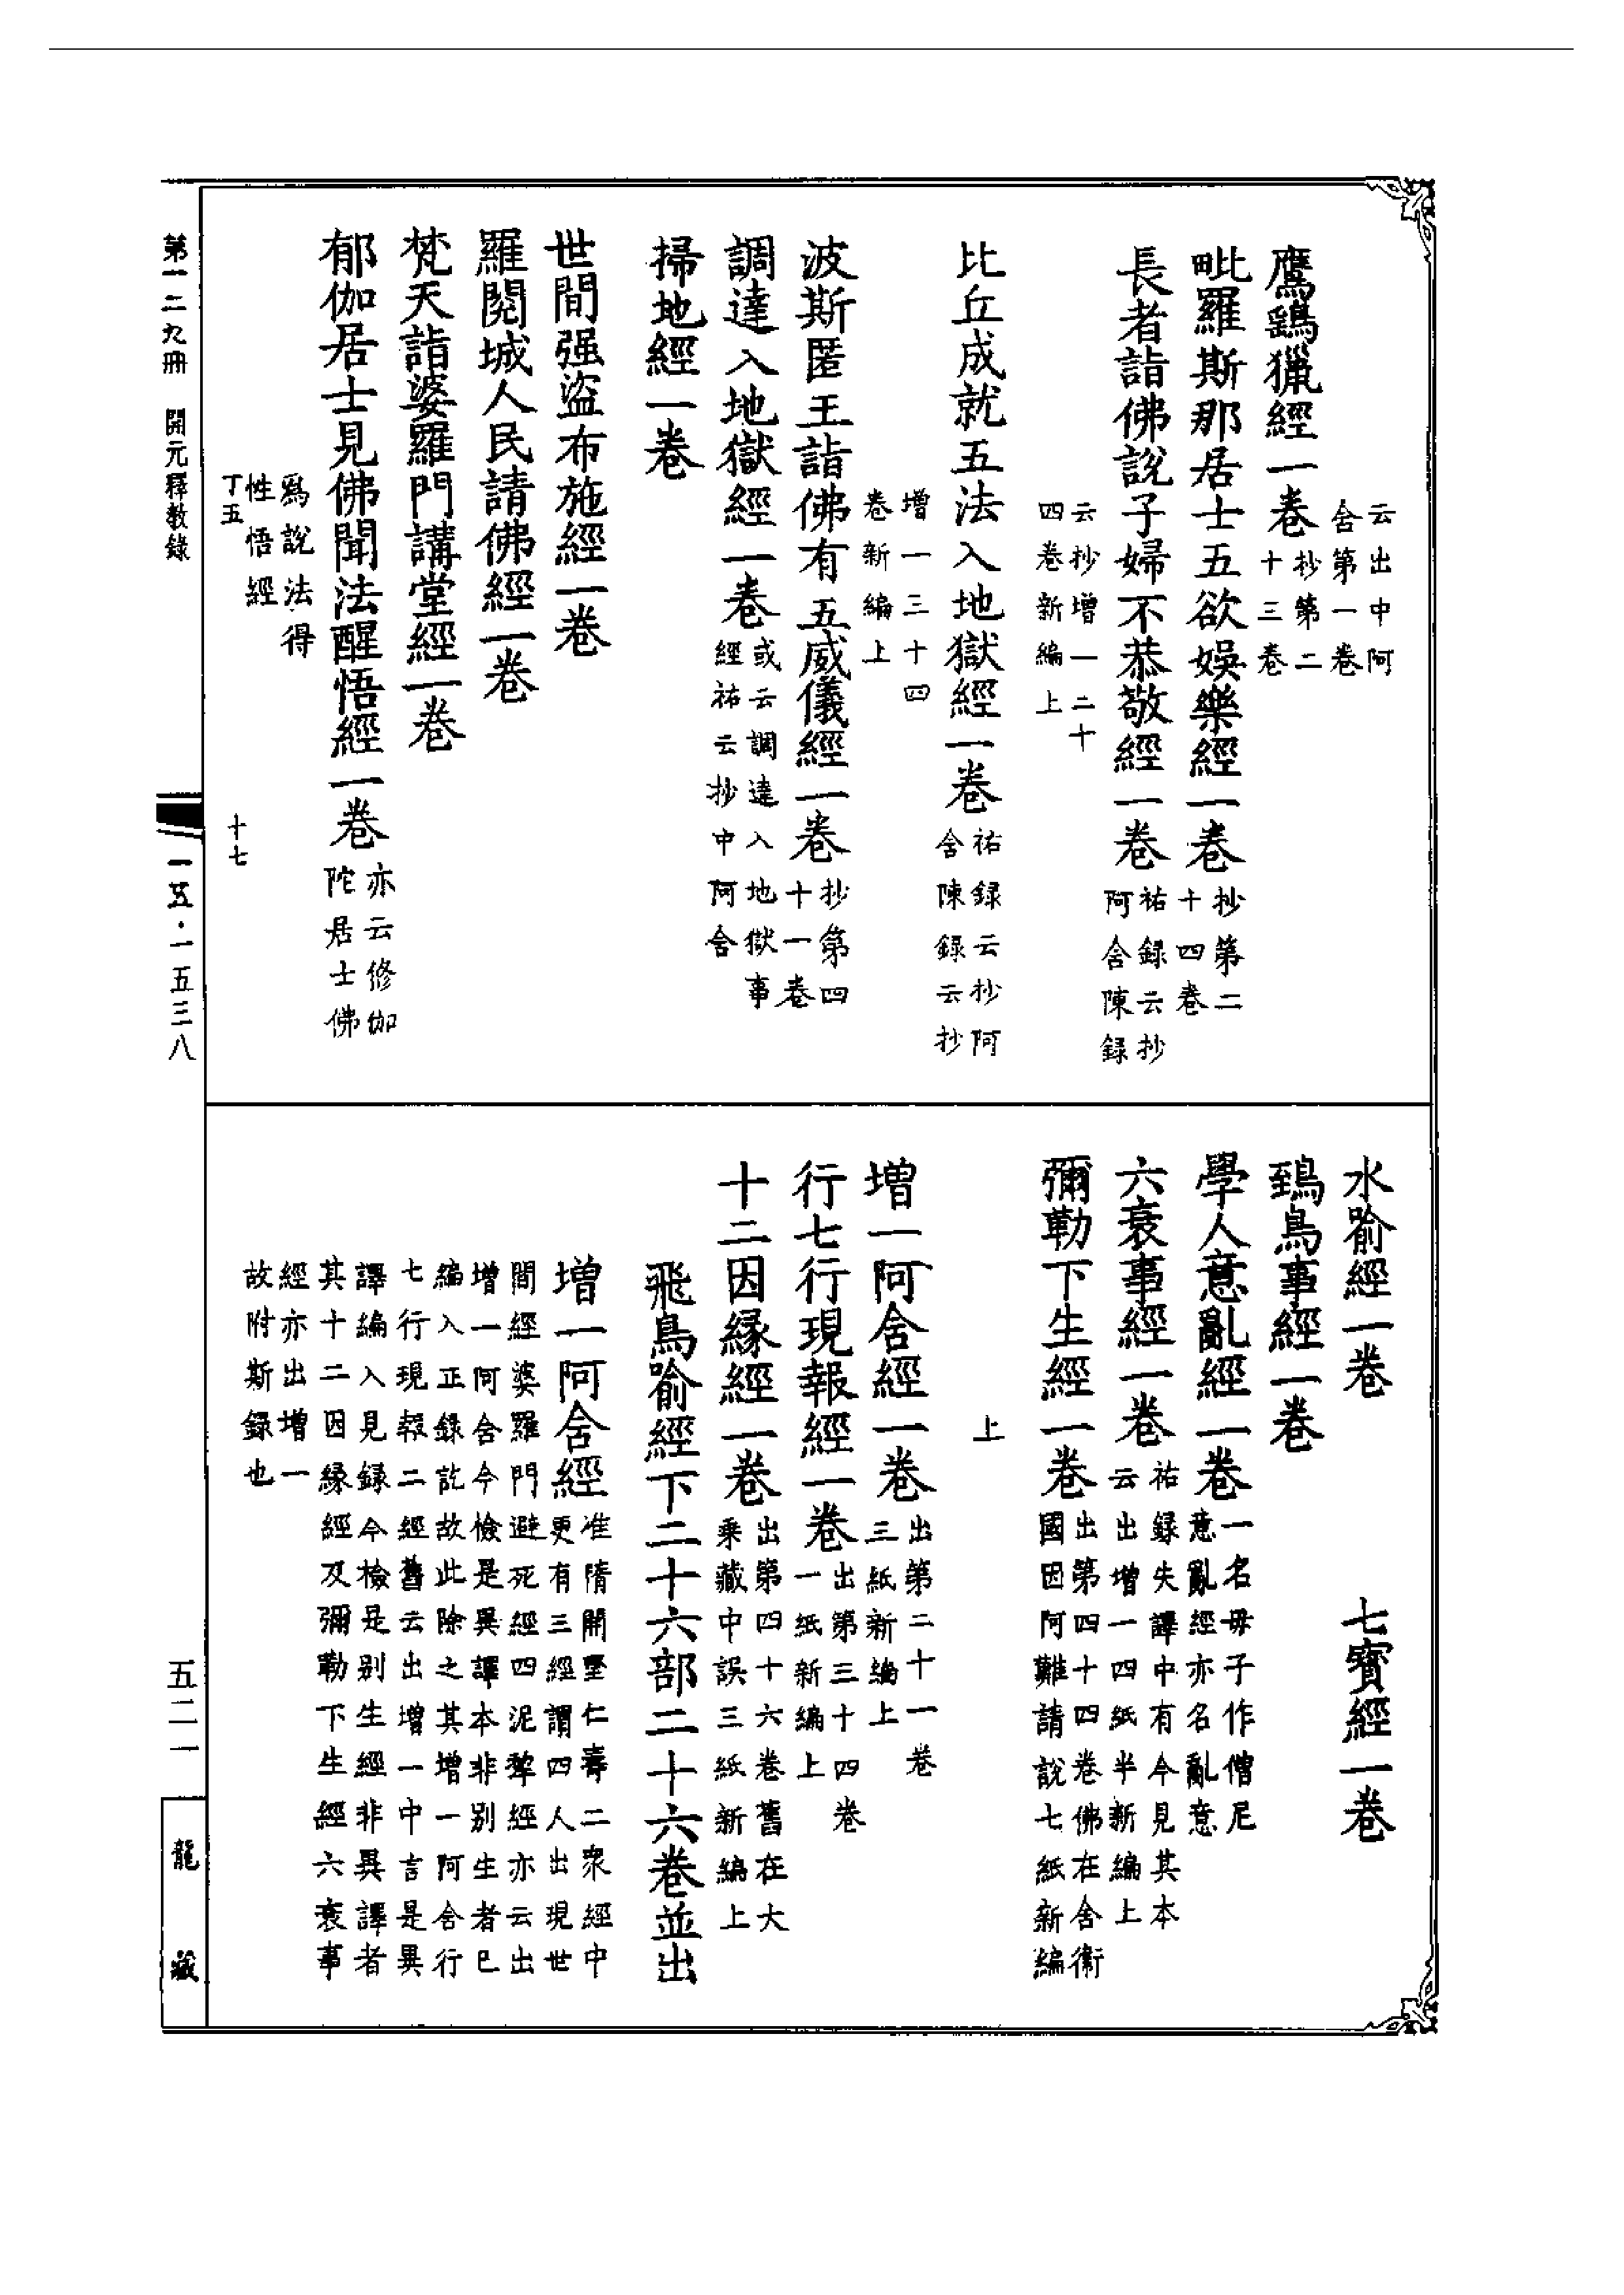 云出中阿
含第一卷
鷹鷂獵經一卷抄第二
十三卷
毗羅斯那居士五欲娛樂經一卷抄第二
十四卷
長者詣佛說子婦不恭敬經一卷祐録云抄
阿含陳録
云抄增一二十
四卷新編上
比丘成就五法入地獄經一卷祐録云抄阿
含陳録云抄
增一三十四
卷新編上
波斯匿王詣佛有五威儀經一卷抄第四
十一卷
調達入地獄經一卷或云調達入地獄事
經祐云抄中阿含
掃地經一卷
世間强盜布施經一卷
羅閱城人民請佛經一卷
梵天詣婆羅門講堂經一卷
郁伽居士見佛聞法醒悟經一卷亦云修伽
陀居士佛
為說法得
性悟經
丁五
十七
水喻經一卷
七寶經一卷
鵄鳥事經一卷
學人意亂經一卷一名毋子作僧尼
意亂經亦名亂意
六衰事經一卷祐録失譯中有今見其本
云出增一四紙半新編上
彌勒下生經一卷出第四十四卷佛在舍衞
國因阿難請說七紙新編
上
增一阿含經一卷出第二十一卷
三紙新編上
行七行現報經一卷出第三十四卷
一紙新編上
十二因緣經一卷出第四十六卷舊在大
乘藏中誤三紙新編上
飛鳥喻經下二十六部二十六卷並出
增一阿含經准隋開皇仁壽二衆經中
更有三經謂四人出現世
間經婆羅門避死經四泥犂經亦云出
增一阿含今檢是異譯本非别生者巳
編入正錄訖故此除之其增一阿含行
七行現報二經舊云出增一中言是異
譯編入見録今檢是别生經非異譯者
其十二因緣經及彌勒下生經六衰事
經亦出增一
故附斯録也
第一二九冊　開元釋教錄
一五·一五三八
五二一
龍藏